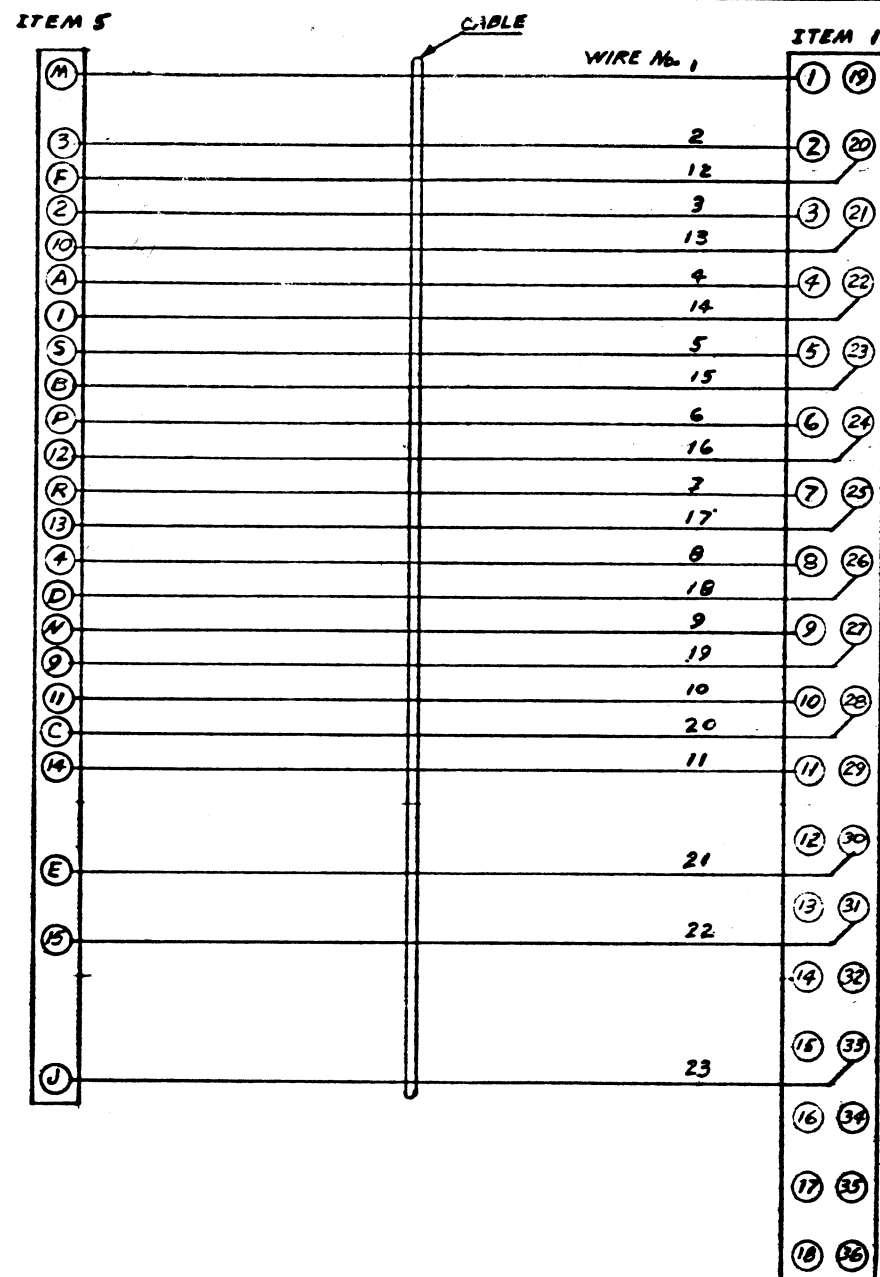 ITEM 5 CABLE ITEM 1
M WIRE No. 1 1 19
3 2 2 20
F 12
2 3 3 21
10 13
A 4 4 22
1 14
S 5 5 23
B 15
P 6 6 24
12 16
R 7 7 25
13 17
4 8 8 26
D 18
N 9 9 27
9 19
11 10 10 28
C 20
14 11 11 29
12 30
E 21
13 31
15 22
14 32
15 33
J 23
16 34
17 35
18 36